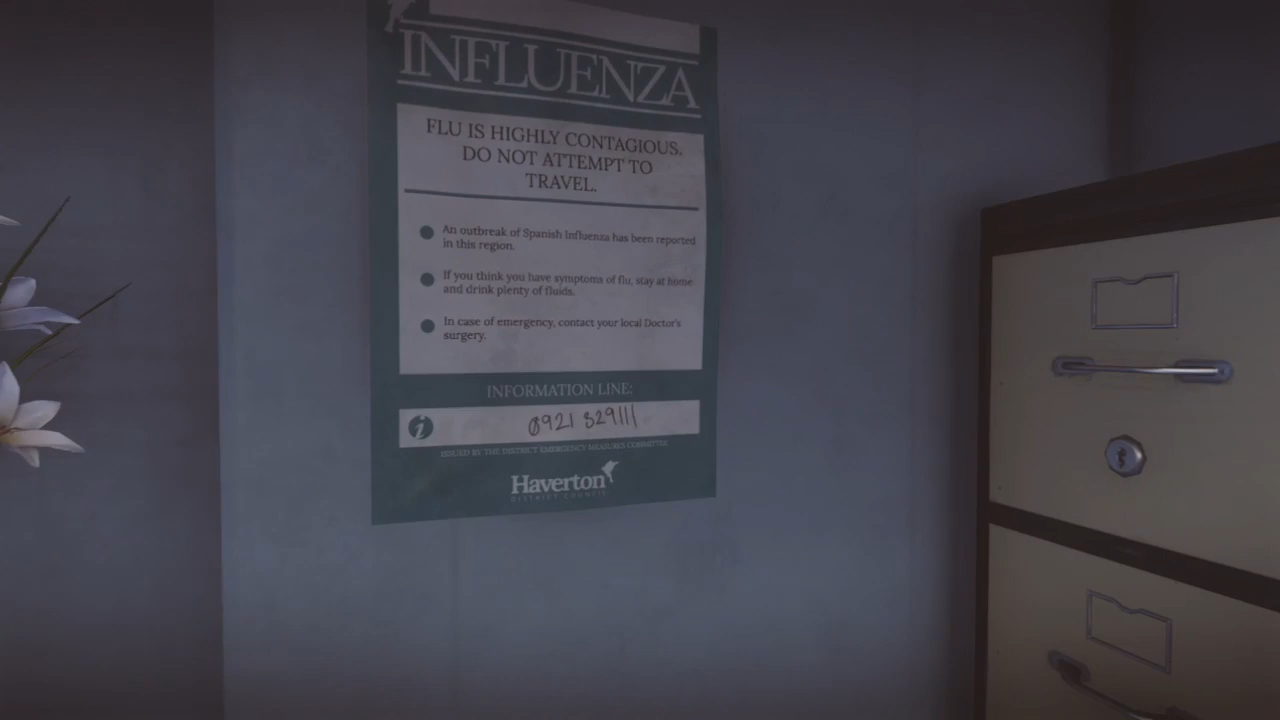 INFLUENZA
FLU IS HIGHLY CONTAGIOUS.
DO NOT ATTEMPT TO
TRAVEL.
An outbreak of Spanish Influenza has been reported
in this region.
If you think you have symptoms of flu, stay at home
and drink plenty of fluids.
In case of emergency, contact your local Doctor's
surgery.
INFORMATION LINE:
i
0921 329111
ISSUED BY THE DISTRICT EMERGENCY MEASURES COMMITTEE
Haverton
DISTRICT COUNCIL